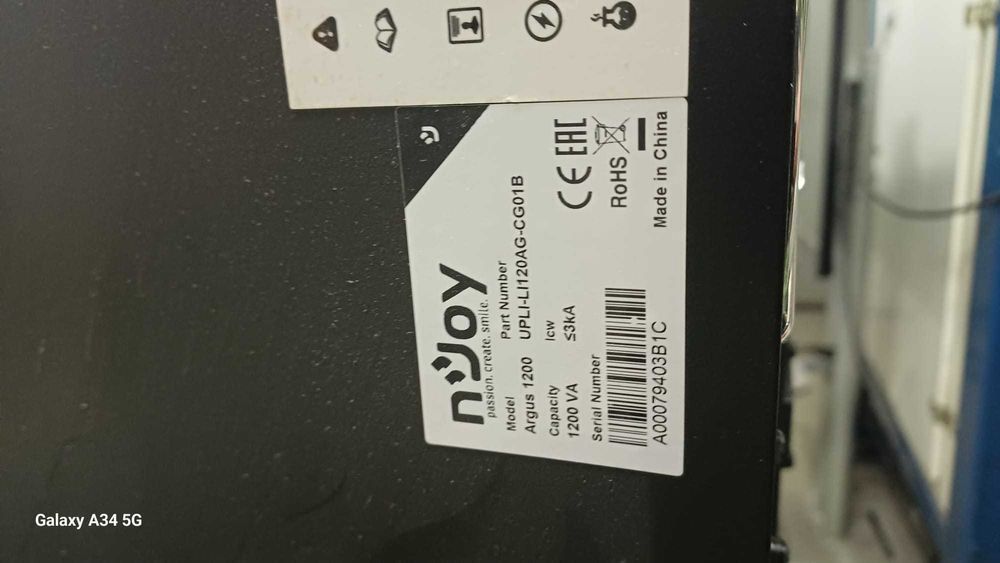 nJoy
passion. create. smile.
Model
Argus 1200
Part Number
UPLI-LI120AG-CG01B
Capacity
1200 VA
Icw
≤3kA
Serial Number
A00079403B1C
CE EAC
RoHS
Made in China
Galaxy A34 5G